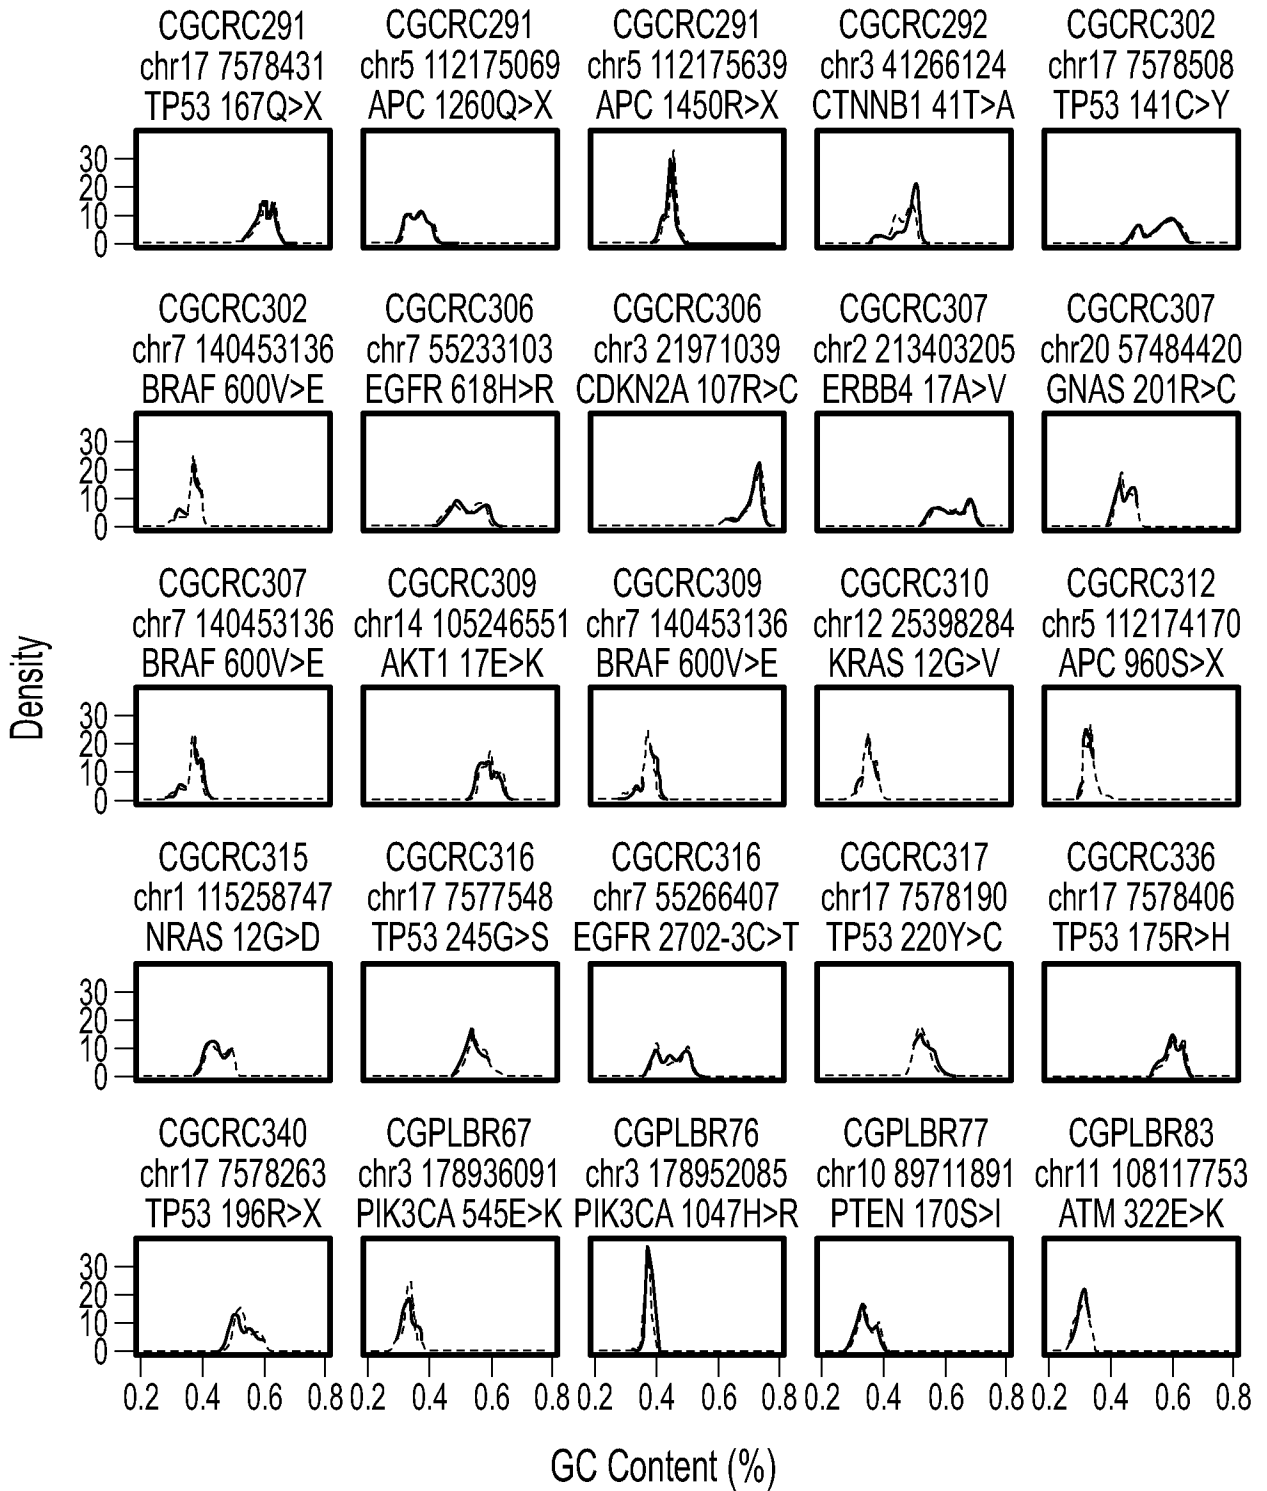 CGCRC291 CGCRC291 CGCRC291 CGCRC292 CGCRC302
chr17 7578431 chr5 112175069 chr5 112175639 chr3 41266124 chr17 7578508
TP53 167Q>X APC 1260Q>X APC 1450R>X CTNNB1 41T>A TP53 141C>Y
30
20
10
0
CGCRC302 CGCRC306 CGCRC306 CGCRC307 CGCRC307
chr7 140453136 chr7 55233103 chr3 21971039 chr2 213403205 chr20 57484420
BRAF 600V>E EGFR 618H>R CDKN2A 107R>C ERBB4 17A>V GNAS 201R>C
30
20
10
0
CGCRC307 CGCRC309 CGCRC309 CGCRC310 CGCRC312
chr7 140453136 chr14 105246551 chr7 140453136 chr12 25398284 chr5 112174170
BRAF 600V>E AKT1 17E>K BRAF 600V>E KRAS 12G>V APC 960S>X
Density
30
20
10
0
CGCRC315 CGCRC316 CGCRC316 CGCRC317 CGCRC336
chr1 115258747 chr17 7577548 chr7 55266407 chr17 7578190 chr17 7578406
NRAS 12G>D TP53 245G>S EGFR 2702-3C>T TP53 220Y>C TP53 175R>H
30
20
10
0
CGCRC340 CGPLBR67 CGPLBR76 CGPLBR77 CGPLBR83
chr17 7578263 chr3 178936091 chr3 178952085 chr10 89711891 chr11 108117753
TP53 196R>X PIK3CA 545E>K PIK3CA 1047H>R PTEN 170S>I ATM 322E>K
30
20
10
0
0.2 0.4 0.6 0.8 0.2 0.4 0.6 0.8 0.2 0.4 0.6 0.8 0.2 0.4 0.6 0.8 0.2 0.4 0.6 0.8
GC Content (%)